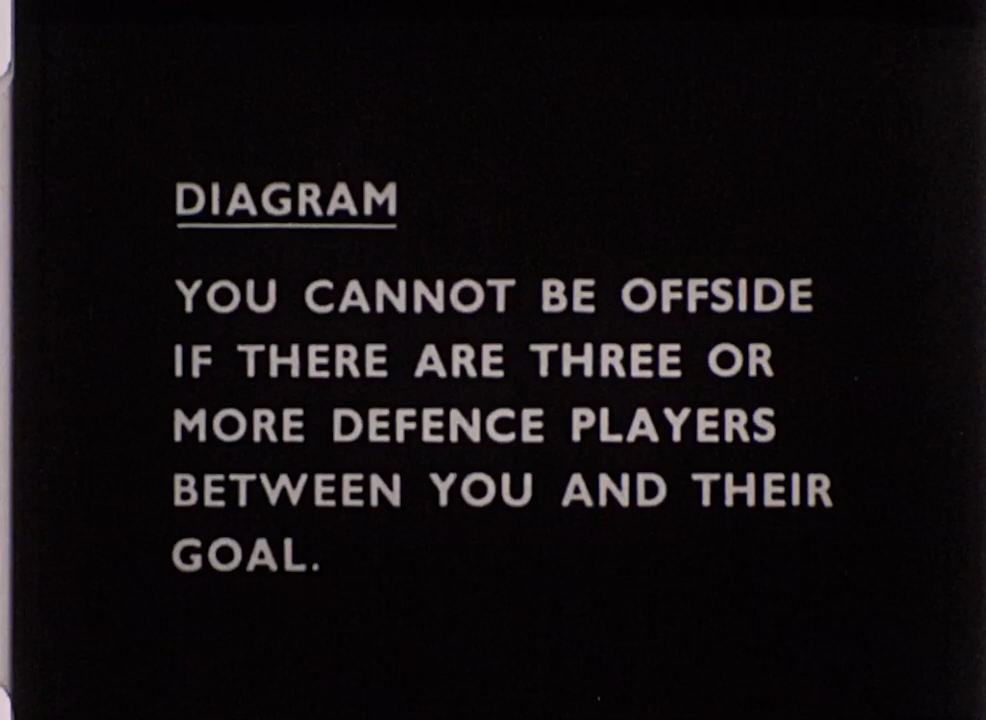 DIAGRAM
YOU CANNOT BE OFFSIDE
IF THERE ARE THREE OR
MORE DEFENCE PLAYERS
BETWEEN YOU AND THEIR
GOAL.